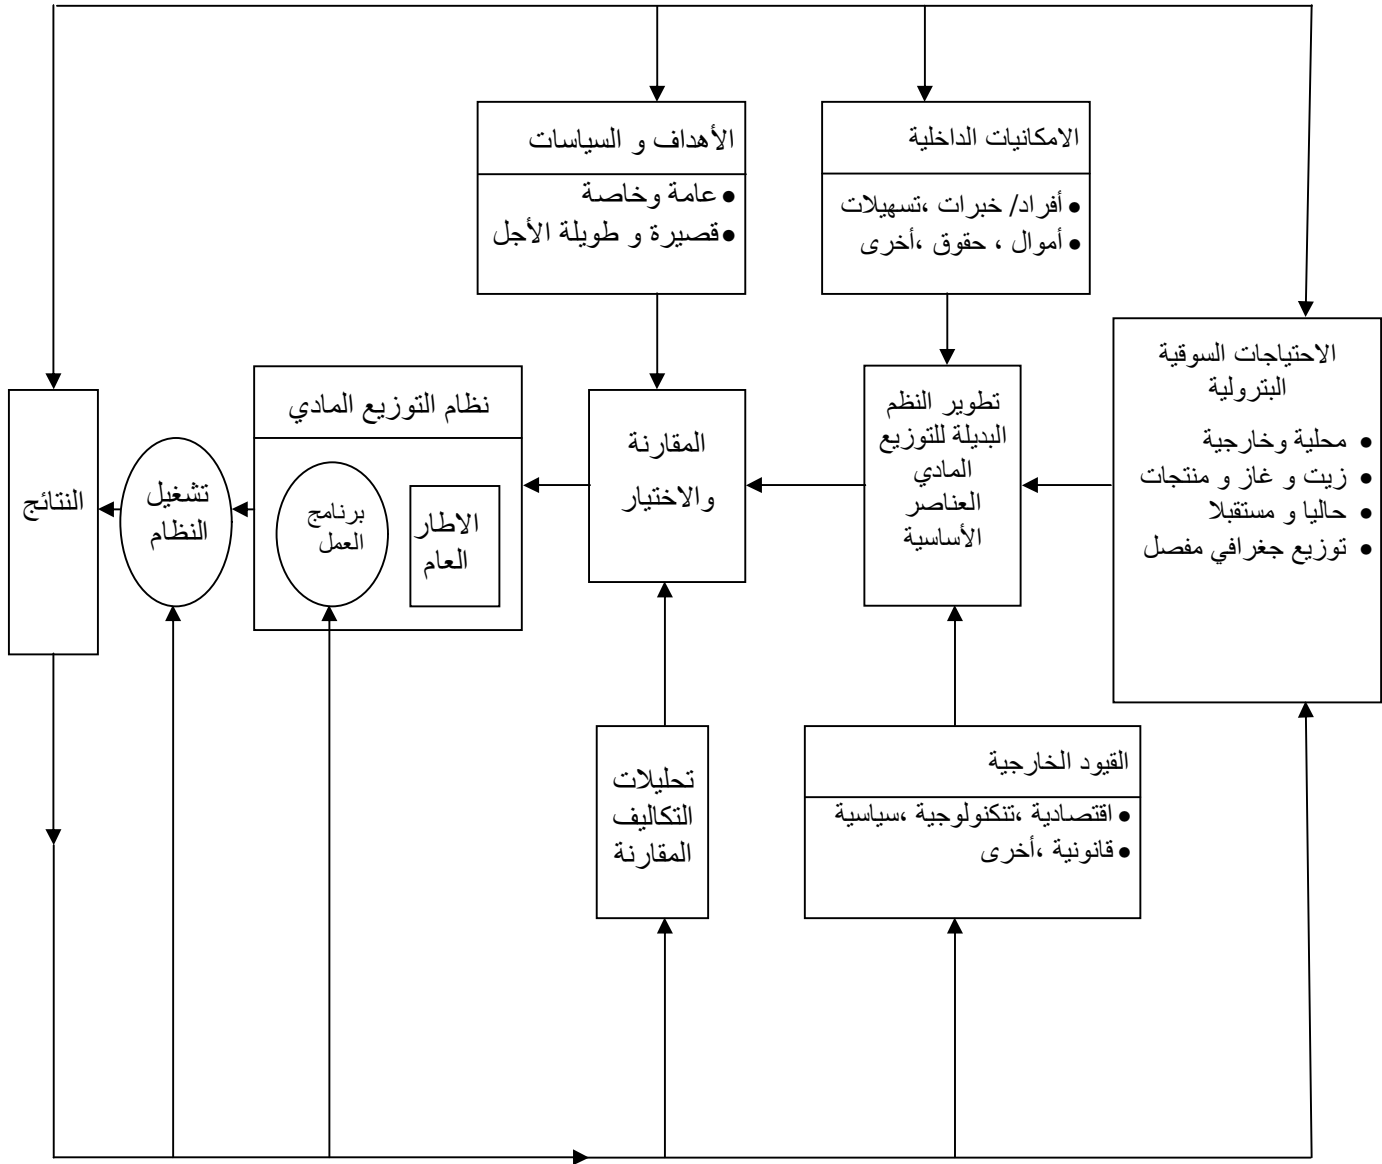 الأهداف و السياسات
• عامة وخاصة
• قصيرة و طويلة الأجل
الامكانيات الداخلية
• أفراد/ خبرات ،تسهيلات
• أموال ، حقوق ،أخرى
الاحتياجات السوقية
البترولية
• محلية وخارجية
• زيت و غاز و منتجات
• حاليا و مستقبلا
• توزيع جغرافي مفصل
تطوير النظم
البديلة للتوزيع
المادي
العناصر
الأساسية
المقارنة
والاختيار
نظام التوزيع المادي
الاطار
العام
برنامج
العمل
تشغيل
النظام
النتائج
القيود الخارجية
• اقتصادية ،تتكنولوجية ،سياسية
• قانونية ،أخرى
تحليلات
التكاليف
المقارنة